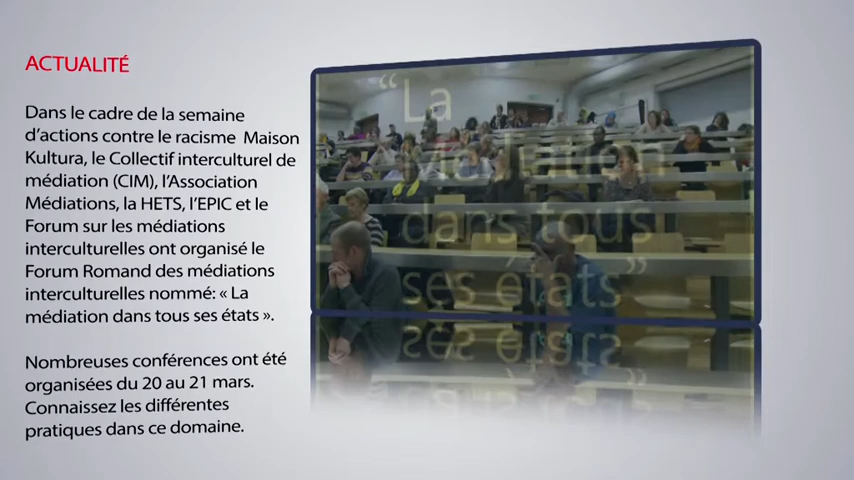 ACTUALITÉ
Dans le cadre de la semaine
d’actions contre le racisme Maison
Kultura, le Collectif interculturel de
médiation (CIM), l’Association
Médiations, la HETS, l’EPIC et le
Forum sur les médiations
interculturelles ont organisé le
Forum Romand des médiations
interculturelles nommé: « La
médiation dans tous ses états ».
Nombreuses conférences ont été
organisées du 20 au 21 mars.
Connaissez les différentes
pratiques dans ce domaine.
“La
Médiation
dans tous
ses états”